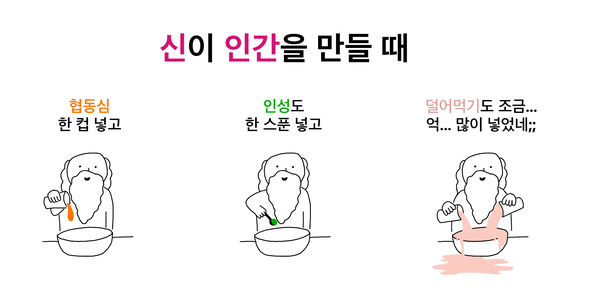 신이 인간을 만들 때
협동심
한 컵 넣고
인성도
한 스푼 넣고
덜어먹기도 조금...
억... 많이 넣었네;;